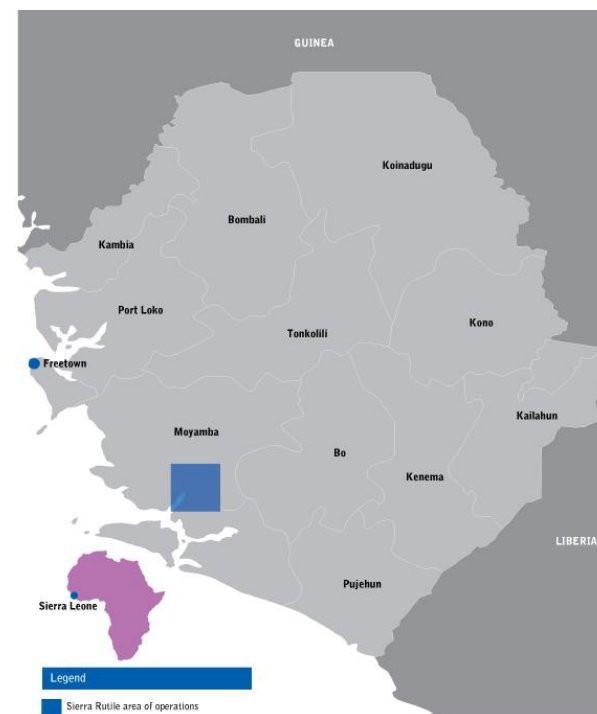 GUINEA
Koinadugu
Bombali
Kambia
Port Loko
Kono
Tonkolili
Freetown
Kailahun
Moyamba
Bo
Kenema
LIBERIA
Pujehun
Sierra Leone
Legend
Sierra Rutile area of operations